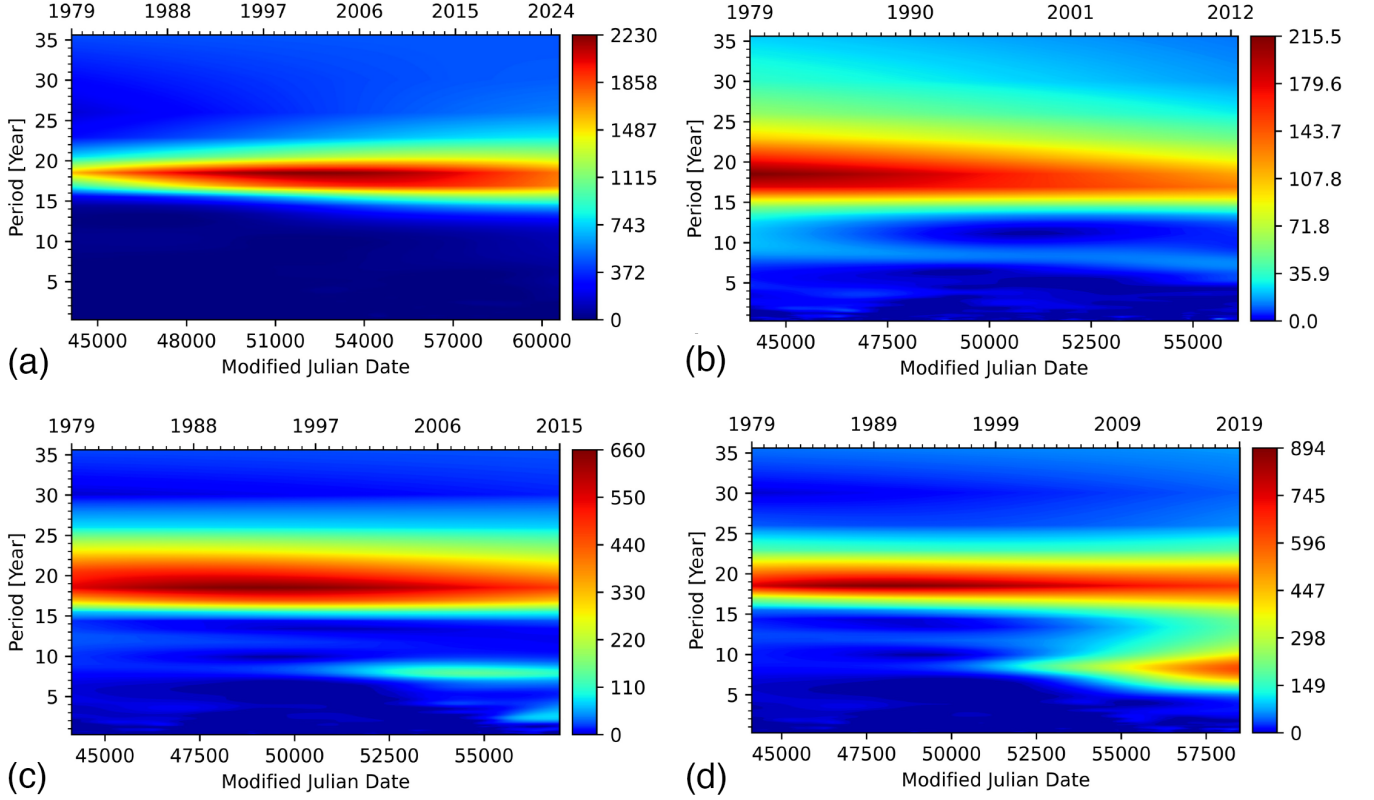 1979 1988 1997 2006 2015 2024
35
30
25
20
15
10
5
Period [Year]
45000 48000 51000 54000 57000 60000
Modified Julian Date
2230
1858
1487
1115
743
372
0
(a)
1979 1990 2001 2012
35
30
25
20
15
10
5
Period [Year]
45000 47500 50000 52500 55000
Modified Julian Date
215.5
179.6
143.7
107.8
71.8
35.9
0.0
(b)
1979 1988 1997 2006 2015
35
30
25
20
15
10
5
Period [Year]
45000 47500 50000 52500 55000
Modified Julian Date
660
550
440
330
220
110
0
(c)
1979 1989 1999 2009 2019
35
30
25
20
15
10
5
Period [Year]
45000 47500 50000 52500 55000 57500
Modified Julian Date
894
745
596
447
298
149
0
(d)